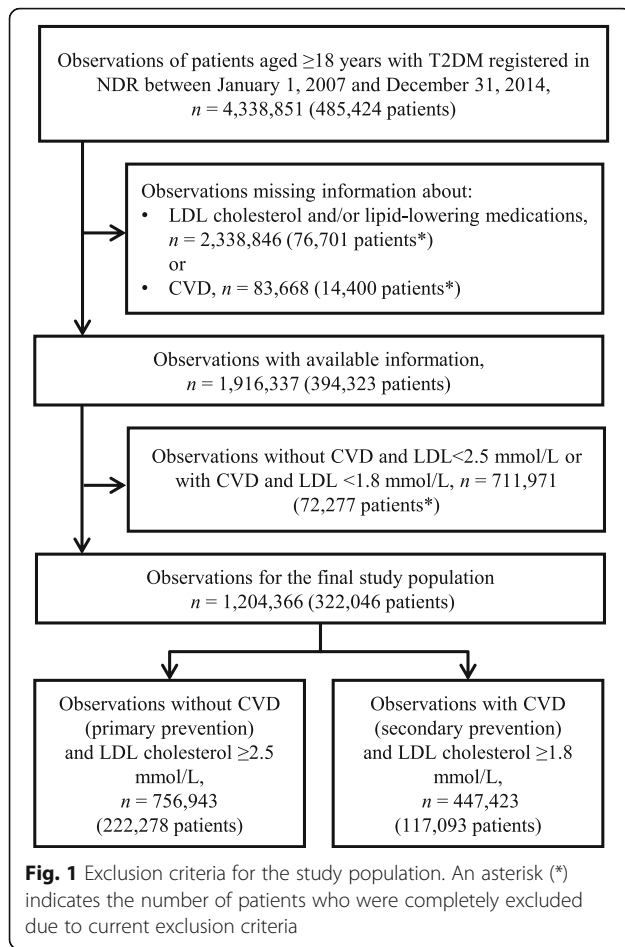 Observations of patients aged ≥18 years with T2DM registered in
NDR between January 1, 2007 and December 31, 2014,
n = 4,338,851 (485,424 patients)
Observations missing information about:
• LDL cholesterol and/or lipid-lowering medications,
n = 2,338,846 (76,701 patients*)
or
• CVD, n = 83,668 (14,400 patients*)
Observations with available information,
n = 1,916,337 (394,323 patients)
Observations without CVD and LDL<2.5 mmol/L or
with CVD and LDL <1.8 mmol/L, n = 711,971
(72,277 patients*)
Observations for the final study population
n = 1,204,366 (322,046 patients)
Observations without CVD
(primary prevention)
and LDL cholesterol ≥2.5
mmol/L,
n = 756,943
(222,278 patients)
Observations with CVD
(secondary prevention)
and LDL cholesterol ≥1.8
mmol/L,
n = 447,423
(117,093 patients)
Fig. 1 Exclusion criteria for the study population. An asterisk (*)
indicates the number of patients who were completely excluded
due to current exclusion criteria